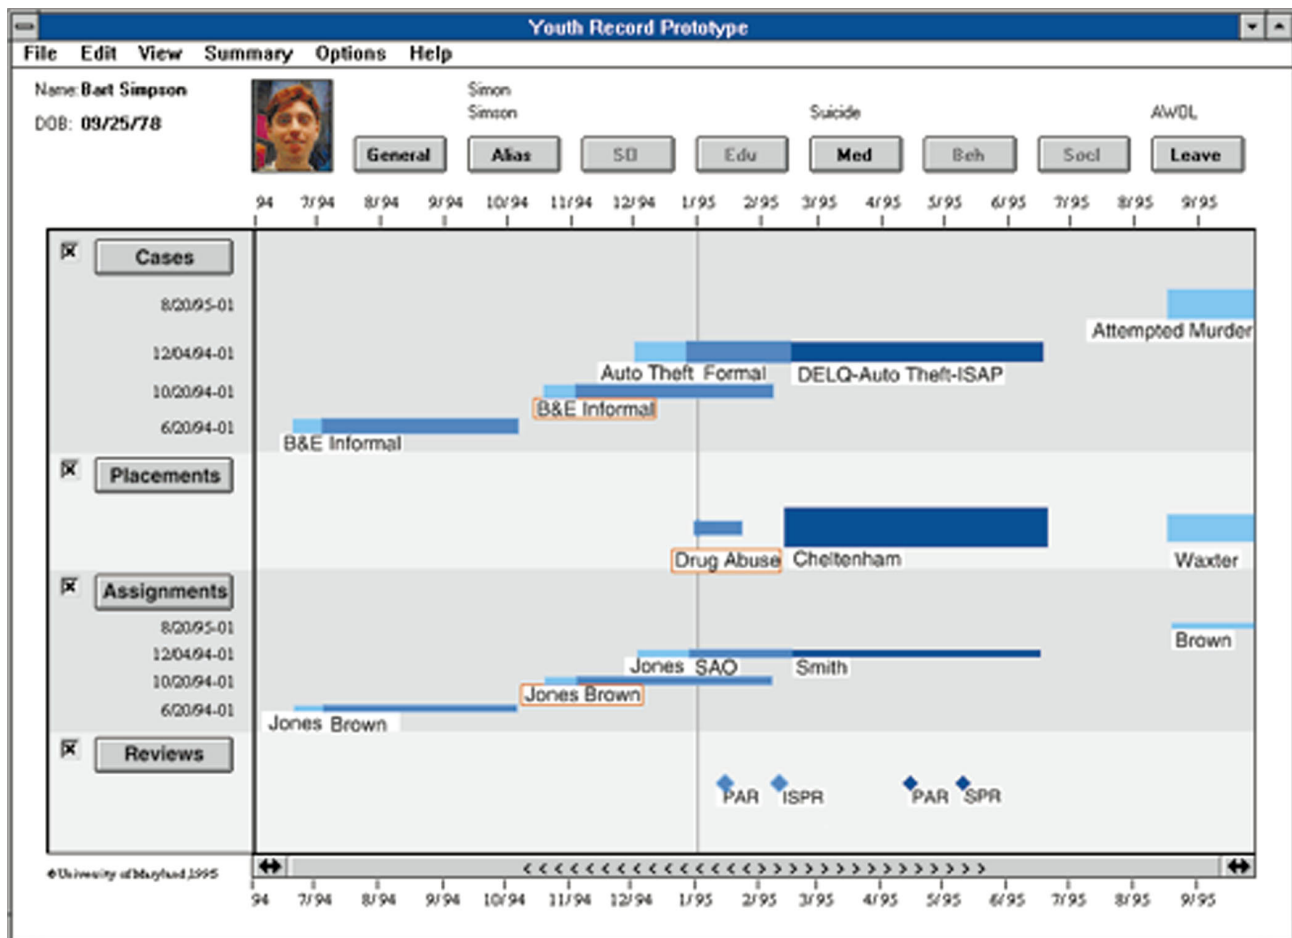 Youth Record Prototype
File Edit View Summary Options Help
Name: Bart Simpson
DOB: 09/25/78
Simon
Simson
Suicide
AWOL
General Alias SO Edu Med Beh Socl Leave
94 7/94 8/94 9/94 10/94 11/94 12/94 1/95 2/95 3/95 4/95 5/95 6/95 7/95 8/95 9/95
Cases
8/20/95-01
Attempted Murder
12/04/94-01
Auto Theft Formal DELQ-Auto Theft-ISAP
10/20/94-01
B&E Informal
6/20/94-01
B&E Informal
Placements
Drug Abuse Cheltenham Waxter
Assignments
8/20/95-01
Brown
12/04/94-01
Jones SAO Smith
10/20/94-01
Jones Brown
6/20/94-01
Jones Brown
Reviews
PAR ISPR PAR SPR
©University of Maryland,1995
94 7/94 8/94 9/94 10/94 11/94 12/94 1/95 2/95 3/95 4/95 5/95 6/95 7/95 8/95 9/95